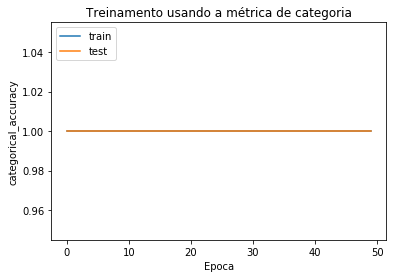 Treinamento usando a métrica de categoria
train
test
1.04
1.02
1.00
0.98
0.96
categorical_accuracy
0 10 20 30 40 50
Epoca